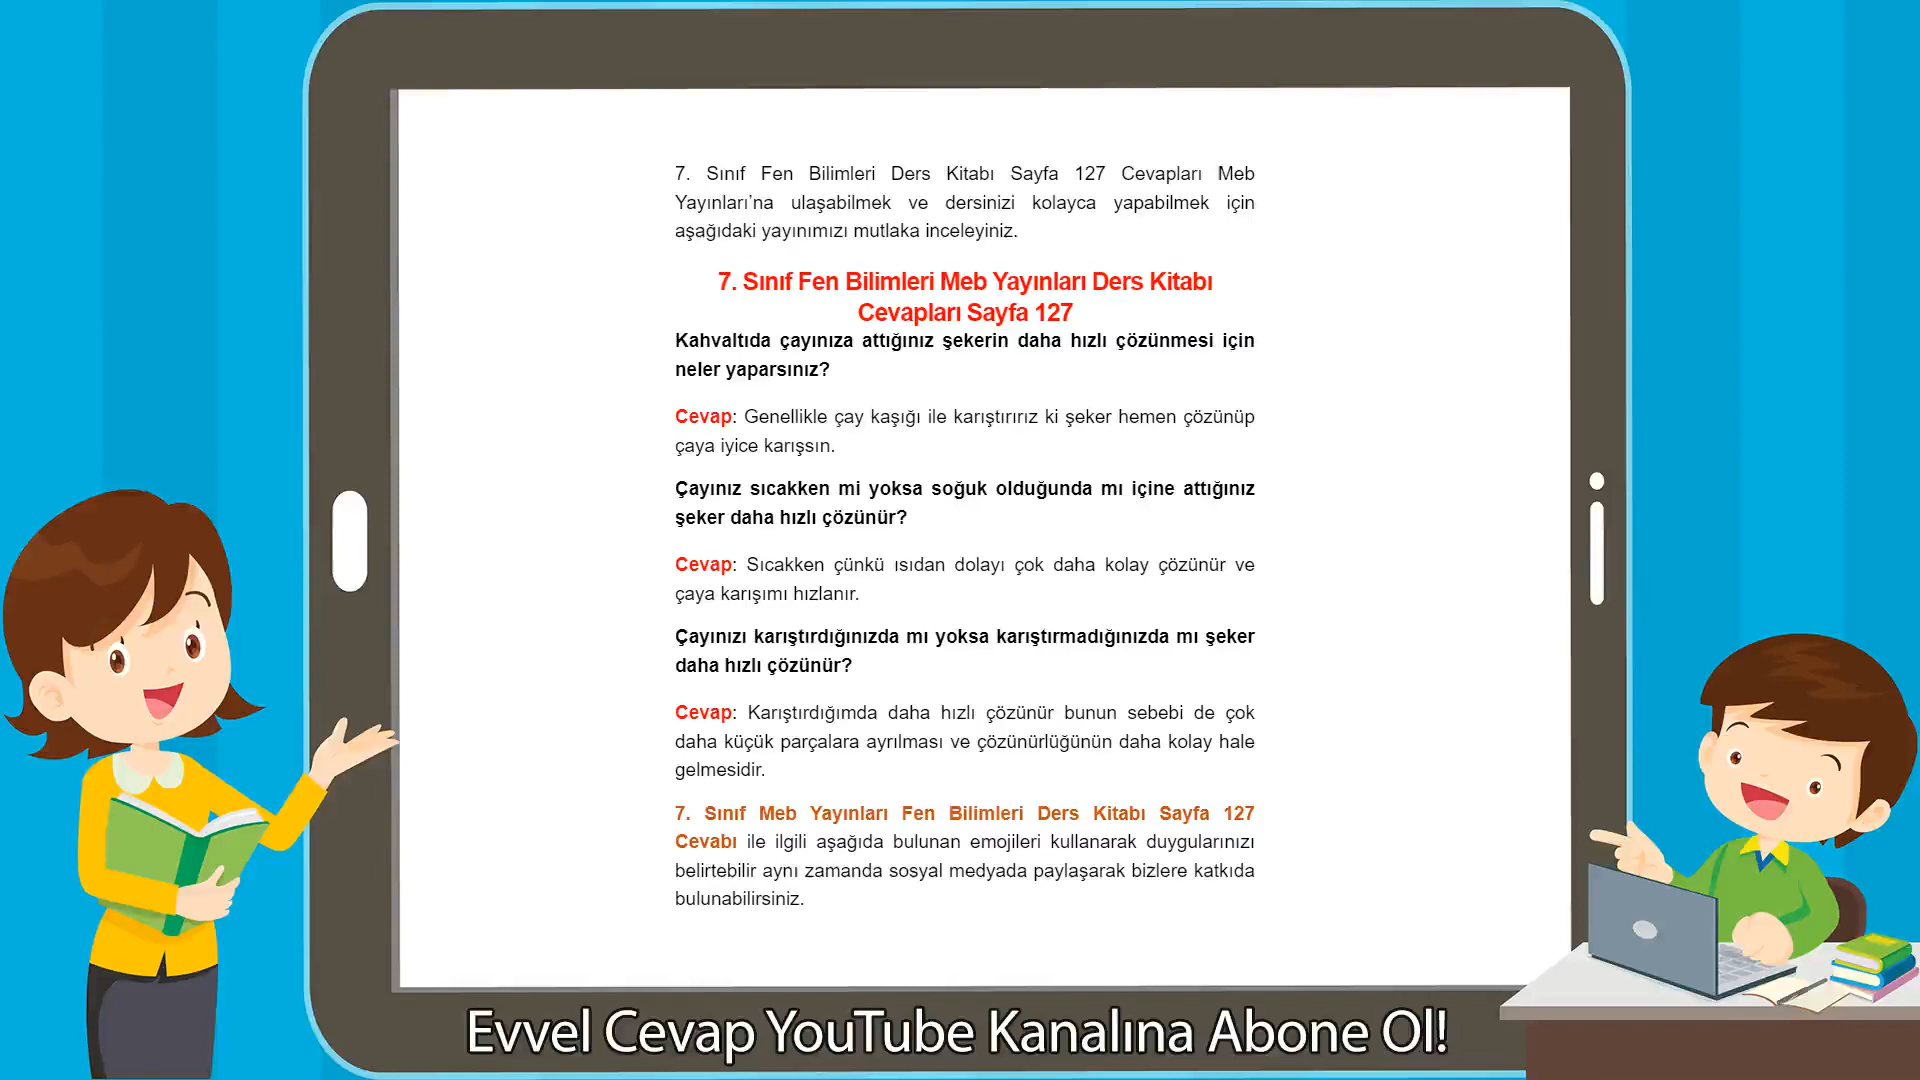 7. Sınıf Fen Bilimleri Ders Kitabı Sayfa 127 Cevapları Meb
Yayınları’na ulaşabilmek ve dersinizi kolayca yapabilmek için
aşağıdaki yayınımızı mutlaka inceleyiniz.
7. Sınıf Fen Bilimleri Meb Yayınları Ders Kitabı
Cevapları Sayfa 127
Kahvaltıda çayınıza attığınız şekerin daha hızlı çözünmesi için
neler yaparsınız?
Cevap: Genellikle çay kaşığı ile karıştırırız ki şeker hemen çözünüp
çaya iyice karışsın.
Çayınız sıcakken mi yoksa soğuk olduğunda mı içine attığınız
şeker daha hızlı çözünür?
Cevap: Sıcakken çünkü ısıdan dolayı çok daha kolay çözünür ve
çaya karışımı hızlanır.
Çayınızı karıştırdığınızda mı yoksa karıştırmadığınızda mı şeker
daha hızlı çözünür?
Cevap: Karıştırdığımda daha hızlı çözünür bunun sebebi de çok
daha küçük parçalara ayrılması ve çözünürlüğünün daha kolay hale
gelmesidir.
7. Sınıf Meb Yayınları Fen Bilimleri Ders Kitabı Sayfa 127
Cevabı ile ilgili aşağıda bulunan emojileri kullanarak duygularınızı
belirtebilir aynı zamanda sosyal medyada paylaşarak bizlere katkıda
bulunabilirsiniz.
Evvel Cevap YouTube Kanalına Abone Ol!